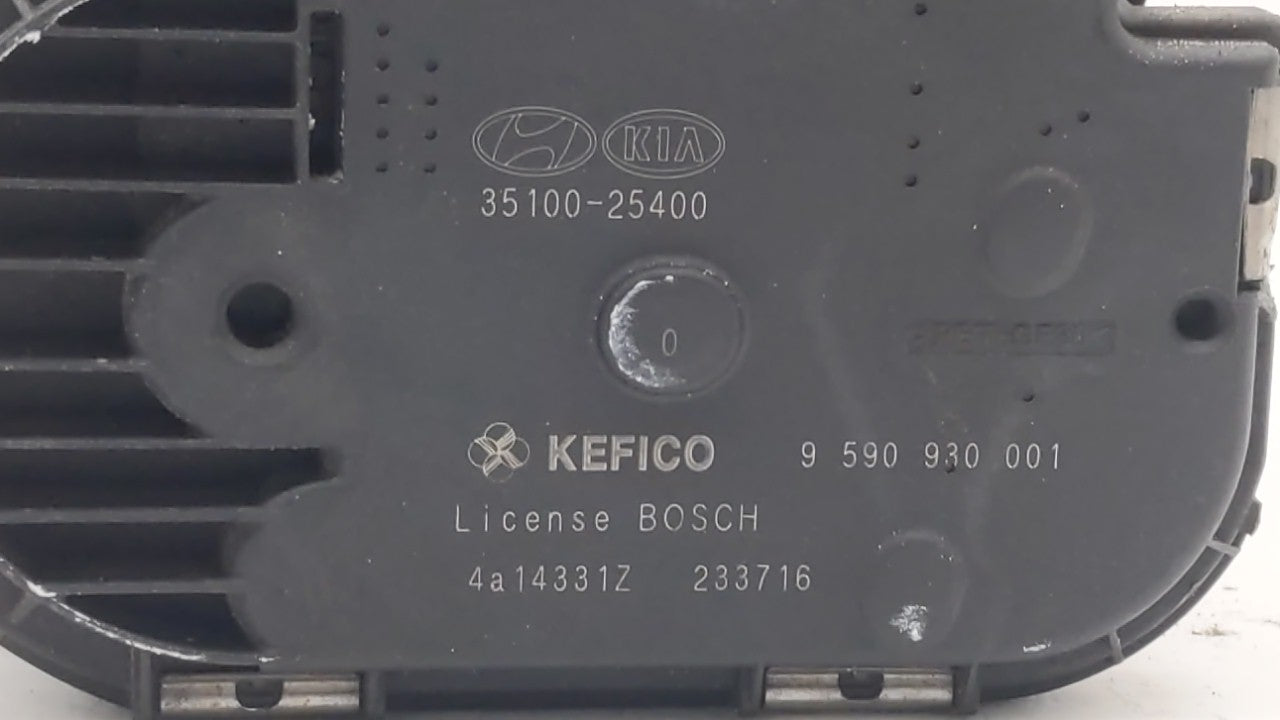 KIA
35100-25400
0
KEFICO 9 590 930 001
License BOSCH
4a14331Z 233716